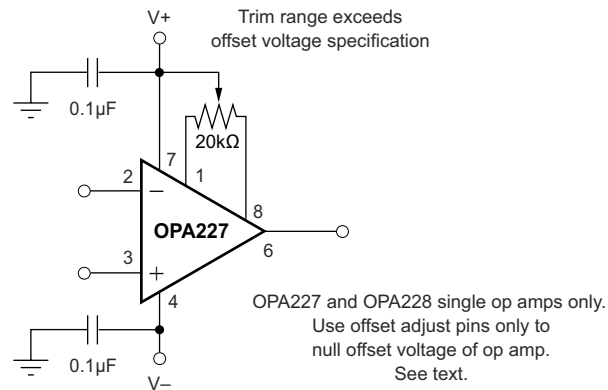 V+
Trim range exceeds
offset voltage specification
0.1µF
20kΩ
7
1
2
–
8
OPA227
6
3
+
4
OPA227 and OPA228 single op amps only.
Use offset adjust pins only to
null offset voltage of op amp.
See text.
0.1µF
V–